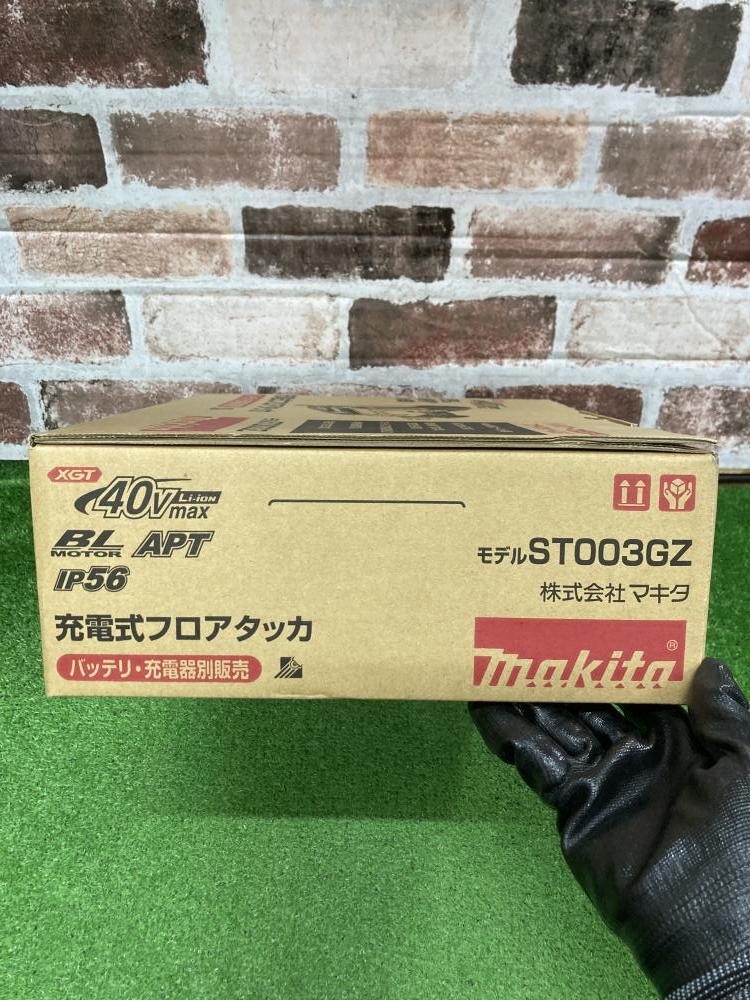 XGT
40Vmax Li-ion
BL MOTOR APT
IP56
充電式フロアタッカ
バッテリ・充電器別販売
モデルST003GZ
株式会社マキタ
makita®